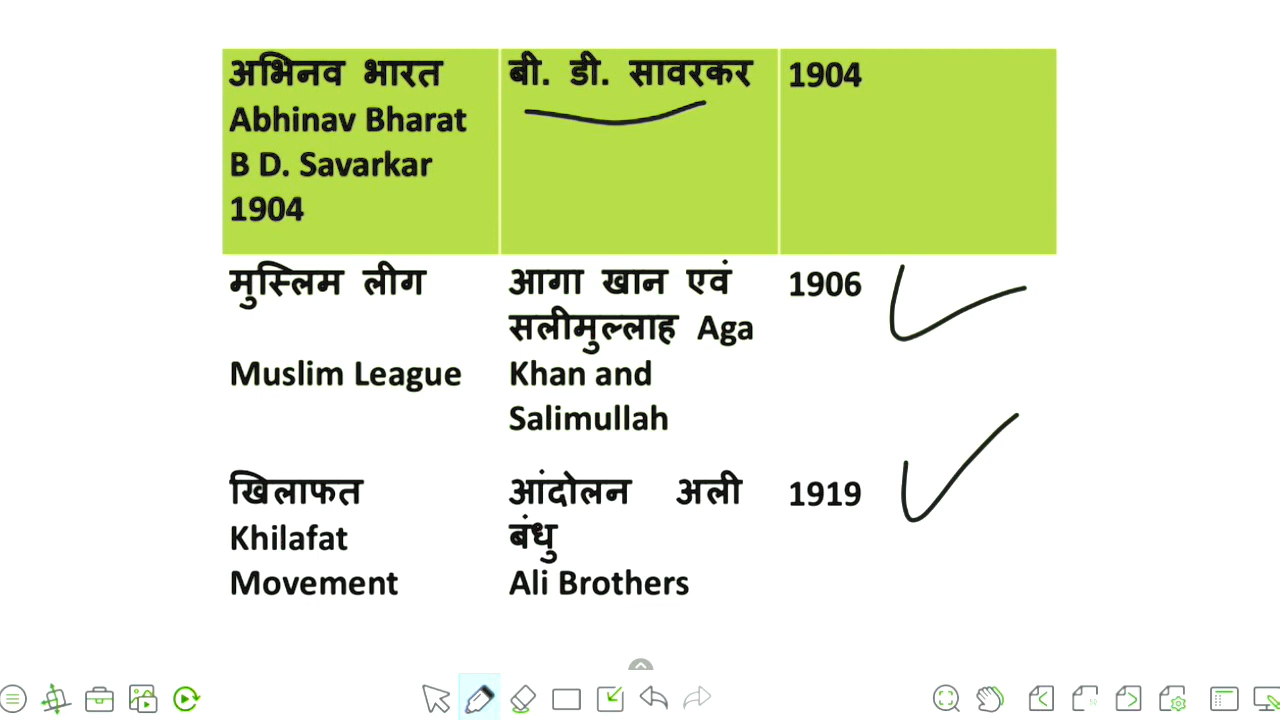 अभिनव भारत
Abhinav Bharat
B D. Savarkar
1904
बी. डी. सावरकर
1904
मुस्लिम लीग
Muslim League
आगा खान एवं
सलीमुल्लाह Aga
Khan and
Salimullah
1906
खिलाफत
Khilafat
Movement
आंदोलन अली
बंधु
Ali Brothers
1919